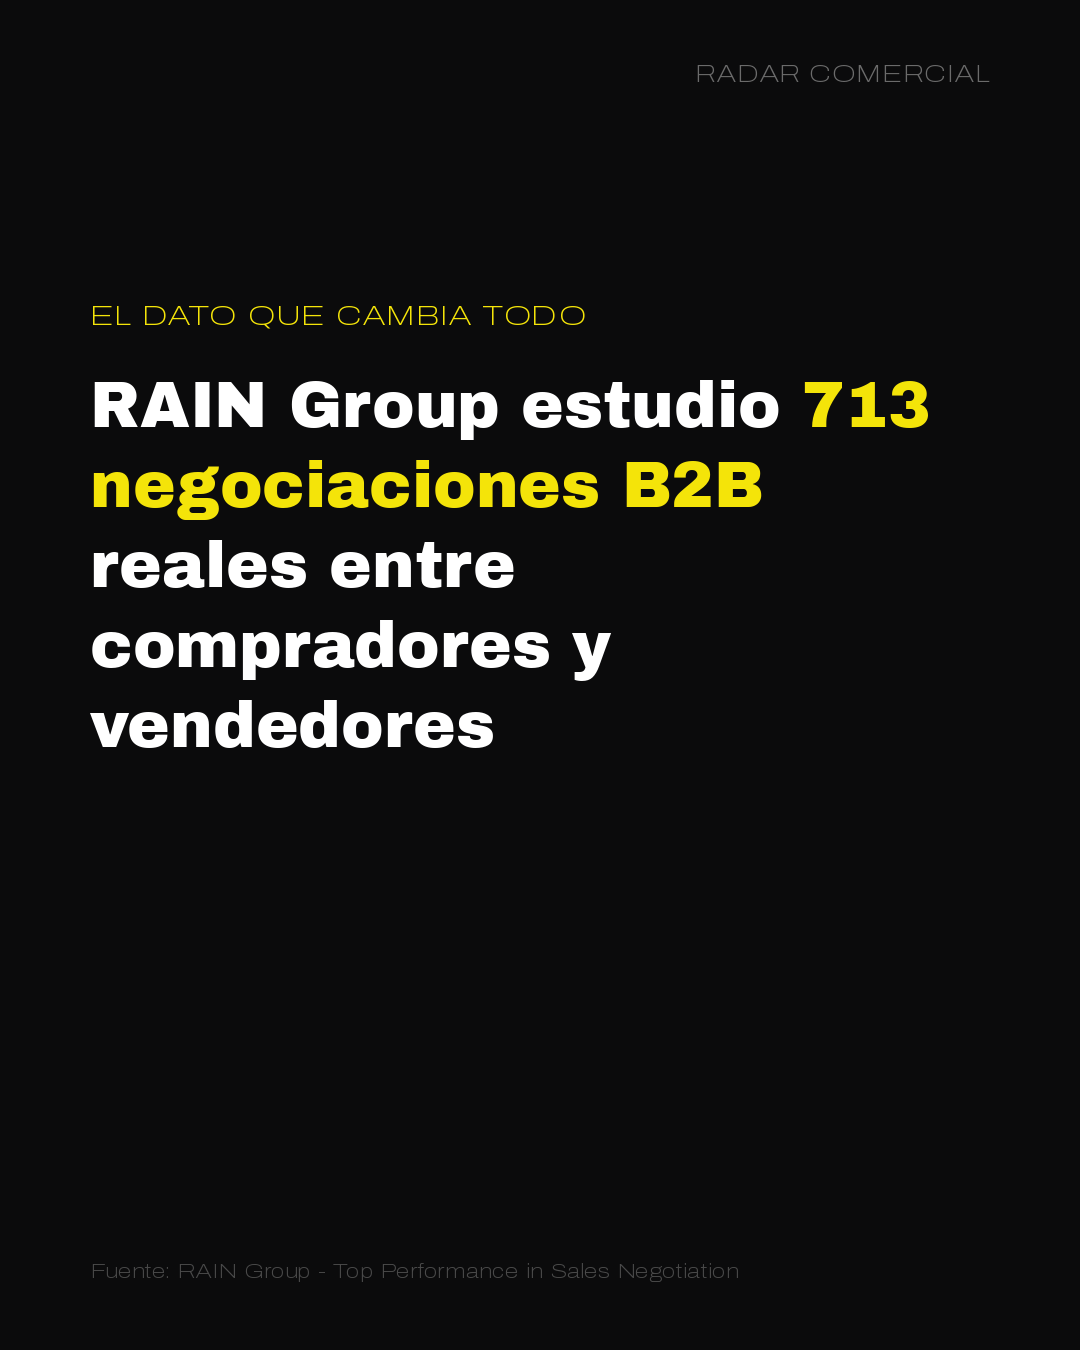 RADAR COMERCIAL
EL DATO QUE CAMBIA TODO
RAIN Group estudio 713
negociaciones B2B
reales entre
compradores y
vendedores
Fuente: RAIN Group - Top Performance in Sales Negotiation